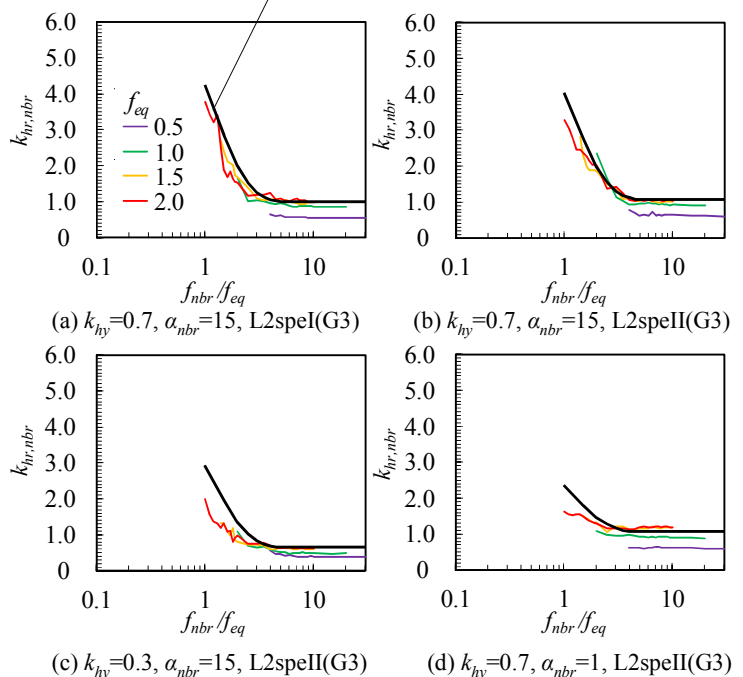 6.0
5.0
4.0
3.0
2.0
1.0
0
k_hr,nbr
f_eq
0.5
1.0
1.5
2.0
0.1 1 10
f_nbr/f_eq
(a) k_hy=0.7, α_nbr=15, L2speI(G3)
6.0
5.0
4.0
3.0
2.0
1.0
0
k_hr,nbr
0.1 1 10
f_nbr/f_eq
(b) k_hy=0.7, α_nbr=15, L2speII(G3)
6.0
5.0
4.0
3.0
2.0
1.0
0
k_hr,nbr
0.1 1 10
f_nbr/f_eq
(c) k_hy=0.3, α_nbr=15, L2speII(G3)
6.0
5.0
4.0
3.0
2.0
1.0
0
k_hr,nbr
0.1 1 10
f_nbr/f_eq
(d) k_hy=0.7, α_nbr=1, L2speII(G3)